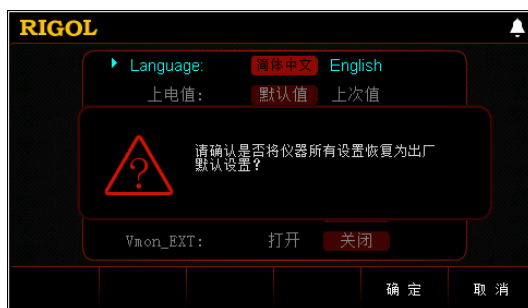 RIGOL
Language: 简体中文 English
上电值: 默认值 上次值
请确认是否将仪器所有设置恢复为出厂
默认设置?
Vmon_EXT: 打开 关闭
确定 取消